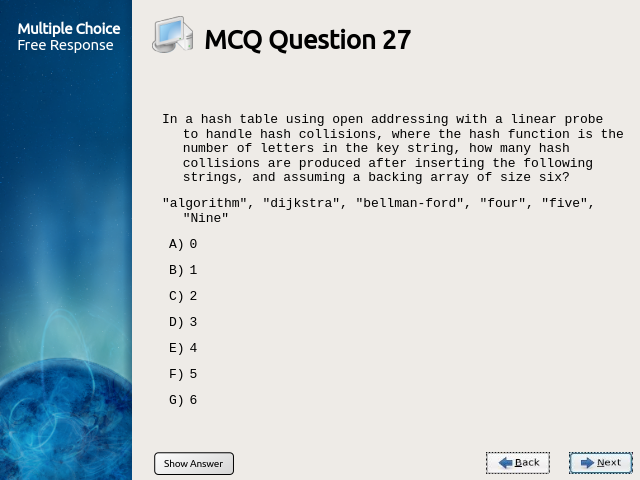 Multiple Choice
Free Response
MCQ Question 27
In a hash table using open addressing with a linear probe
to handle hash collisions, where the hash function is the
number of letters in the key string, how many hash
collisions are produced after inserting the following
strings, and assuming a backing array of size six?
"algorithm", "dijkstra", "bellman-ford", "four", "five",
"Nine"
A) 0
B) 1
C) 2
D) 3
E) 4
F) 5
G) 6
Show Answer
Back
Next